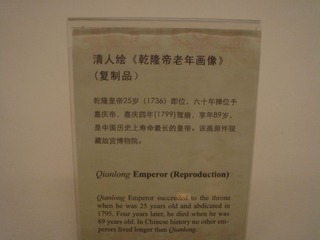 清人绘《乾隆帝老年画像》
（复制品）
乾隆皇帝25岁（1736）即位，六十年禅位于
嘉庆帝，嘉庆四年[1799]驾崩，享年89岁，
是中国历史上寿命最长的皇帝。该画原件现
藏故宫博物院。
Qianlong Emperor (Reproduction)
Qianlong Emperor succeeded to the throne
when he was 25 years old and abdicated in
1795. Four years later, he died when he was
89 years old. In Chinese history no other em-
perors lived longer than Qianlong.